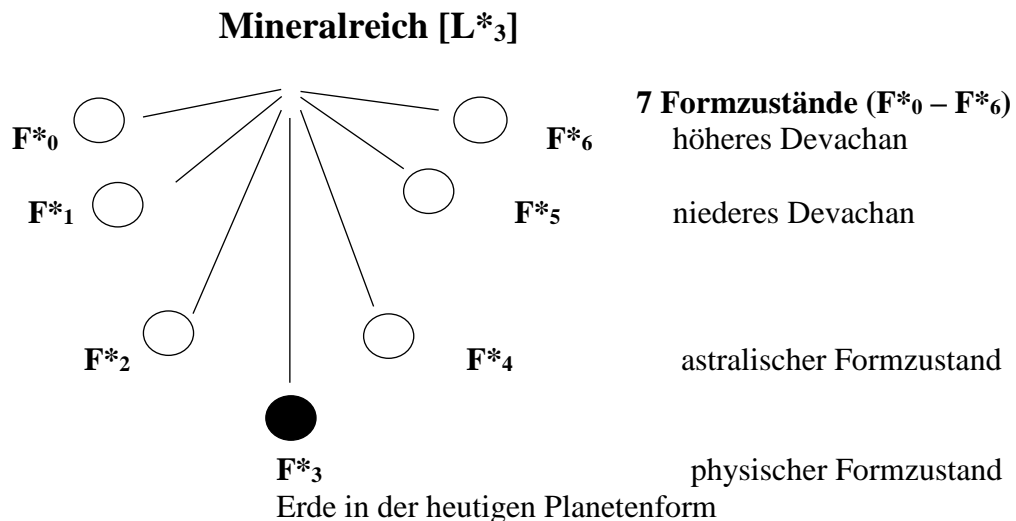 Mineralreich [L*₃]
7 Formzustände (F*₀ – F*₆)
F*₀ F*₆ höheres Devachan
F*₁ F*₅ niederes Devachan
F*₂ F*₄ astralischer Formzustand
F*₃ physischer Formzustand
Erde in der heutigen Planetenform